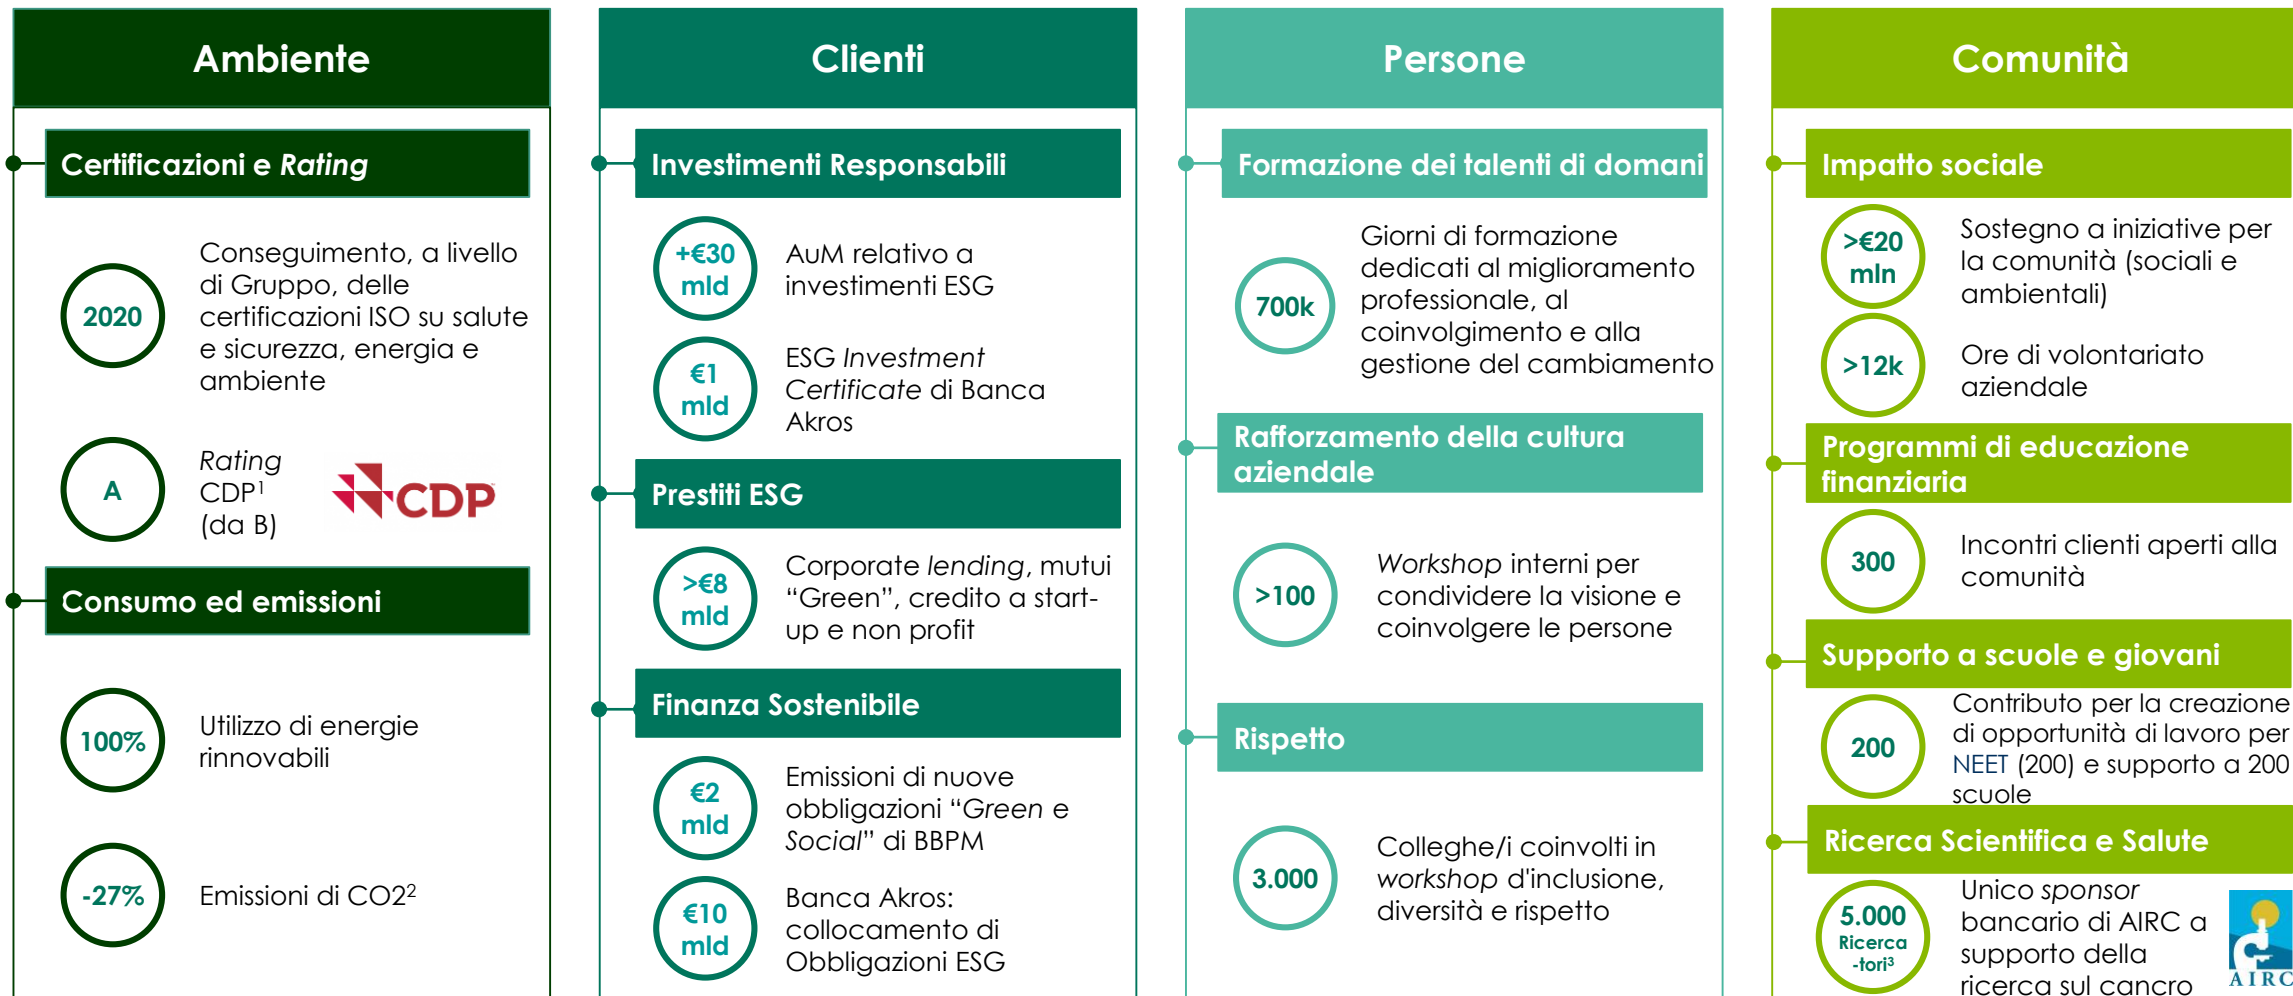 Ambiente
Certificazioni e Rating
2020
Conseguimento, a livello
di Gruppo, delle
certificazioni ISO su salute
e sicurezza, energia e
ambiente
A
Rating
CDP1
(da B)
CDP
Consumo ed emissioni
100%
Utilizzo di energie
rinnovabili
-27%
Emissioni di CO2²
Clienti
Investimenti Responsabili
+€30
mld
AuM relativo a
investimenti ESG
€1
mld
ESG Investment
Certificate di Banca
Akros
Prestiti ESG
>€8
mld
Corporate lending, mutui
“Green”, credito a start-
up e non profit
Finanza Sostenibile
€2
mld
Emissioni di nuove
obbligazioni “Green e
Social” di BBPM
€10
mld
Banca Akros:
collocamento di
Obbligazioni ESG
Persone
Formazione dei talenti di domani
700k
Giorni di formazione
dedicati al miglioramento
professionale, al
coinvolgimento e alla
gestione del cambiamento
Rafforzamento della cultura
aziendale
>100
Workshop interni per
condividere la visione e
coinvolgere le persone
Rispetto
3.000
Colleghe/i coinvolti in
workshop d'inclusione,
diversità e rispetto
Comunità
Impatto sociale
>€20
mln
Sostegno a iniziative per
la comunità (sociali e
ambientali)
>12k
Ore di volontariato
aziendale
Programmi di educazione
finanziaria
300
Incontri clienti aperti alla
comunità
Supporto a scuole e giovani
200
Contributo per la creazione
di opportunità di lavoro per
NEET (200) e supporto a 200
scuole
Ricerca Scientifica e Salute
5.000
Ricerca
-tori³
Unico sponsor
bancario di AIRC a
supporto della
ricerca sul cancro
AIRC